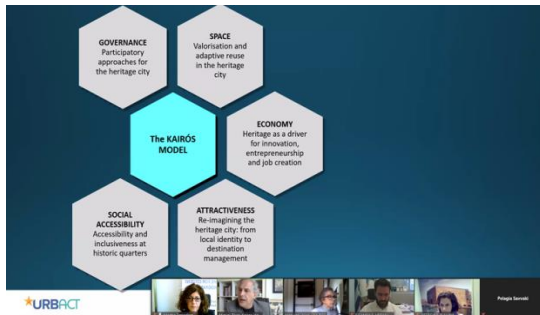 GOVERNANCE
Participatory
approaches for
the heritage city
SPACE
Valorisation and
adaptive reuse
in the heritage
city
The KAIRÓS
MODEL
ECONOMY
Heritage as a driver
for innovation,
entrepreneurship
and job creation
SOCIAL
ACCESSIBILITY
Accessibility and
inclusiveness at
historic quarters
ATTRACTIVENESS
Re-imagining the
heritage city: from
local identity to
destination
management
URBACT
Pelagia Samaki